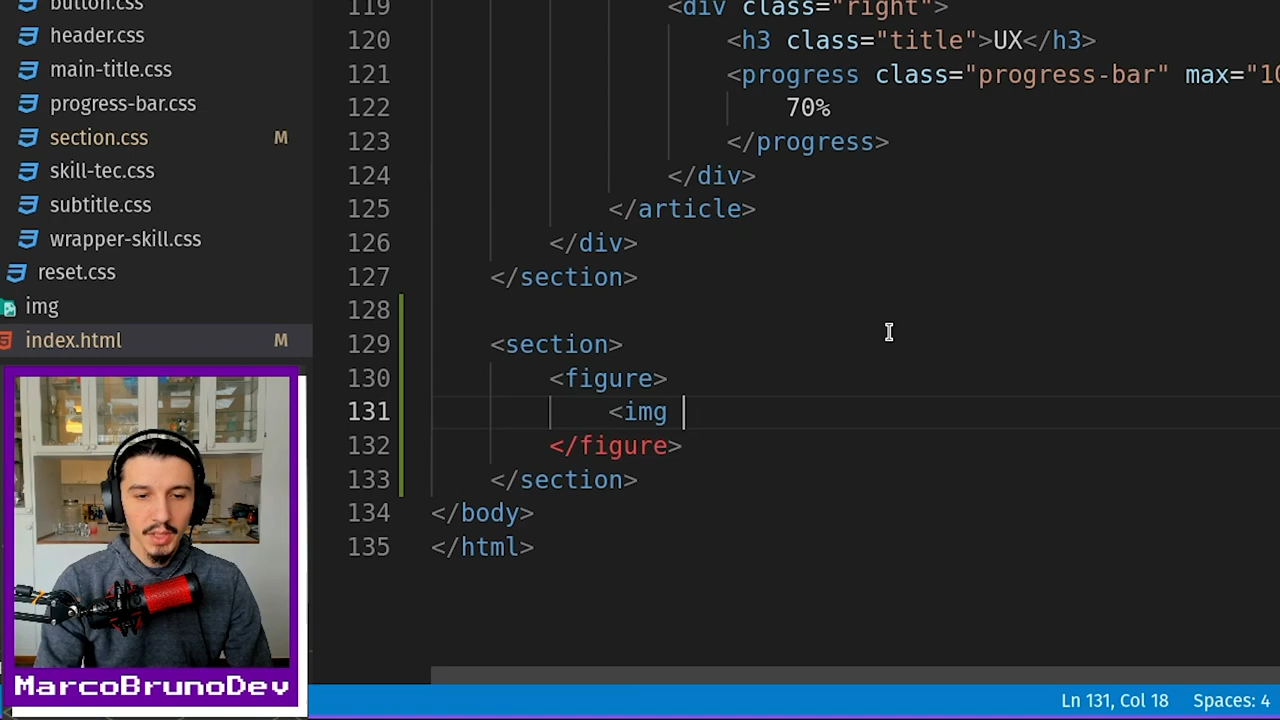 button.css
header.css
main-title.css
progress-bar.css
section.css M
skill-tec.css
subtitle.css
wrapper-skill.css
reset.css
img
index.html M
119 <div class="right">
120 <h3 class="title">UX</h3>
121 <progress class="progress-bar" max="10
122 70%
123 </progress>
124 </div>
125 </article>
126 </div>
127 </section>
128
129 <section>
130 <figure>
131 <img
132 </figure>
133 </section>
134 </body>
135 </html>
MarcoBrunoDev
Ln 131, Col 18 Spaces: 4